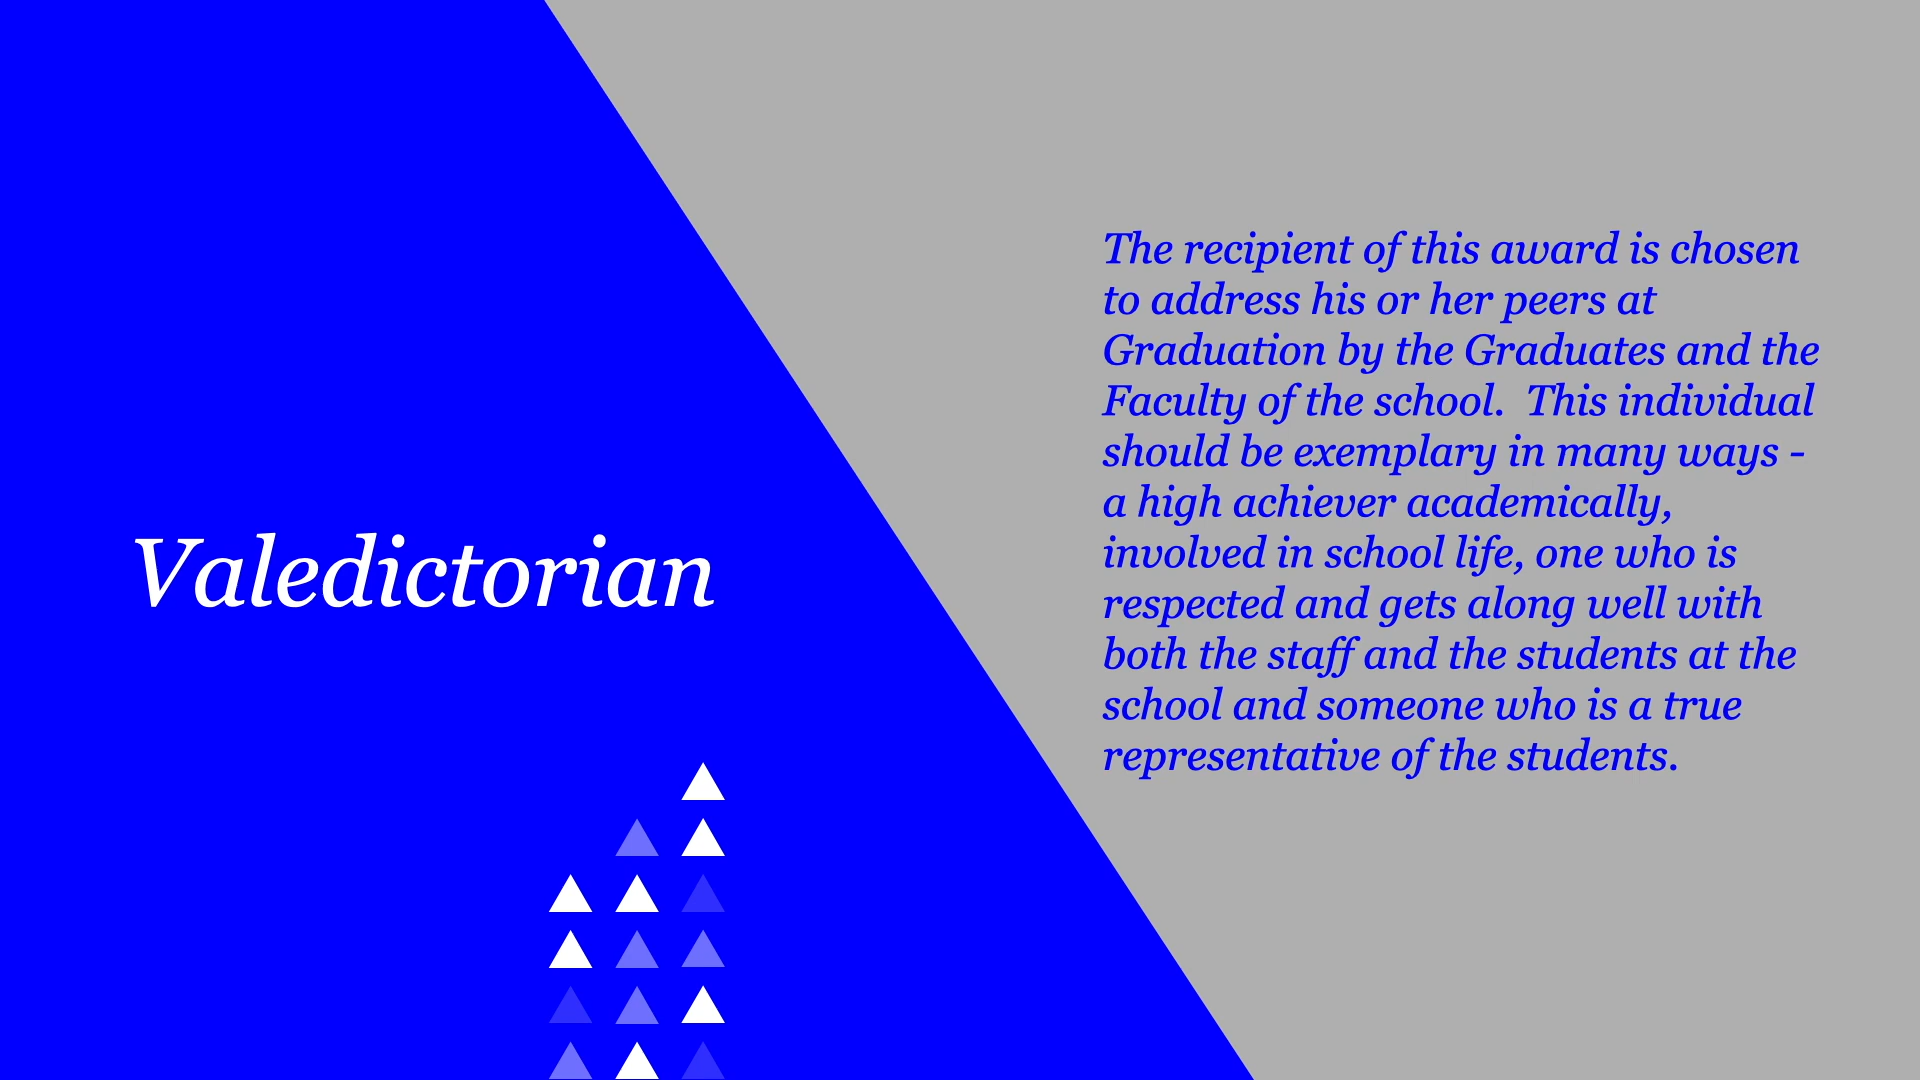 Valedictorian
The recipient of this award is chosen
to address his or her peers at
Graduation by the Graduates and the
Faculty of the school.  This individual
should be exemplary in many ways -
a high achiever academically,
involved in school life, one who is
respected and gets along well with
both the staff and the students at the
school and someone who is a true
representative of the students.